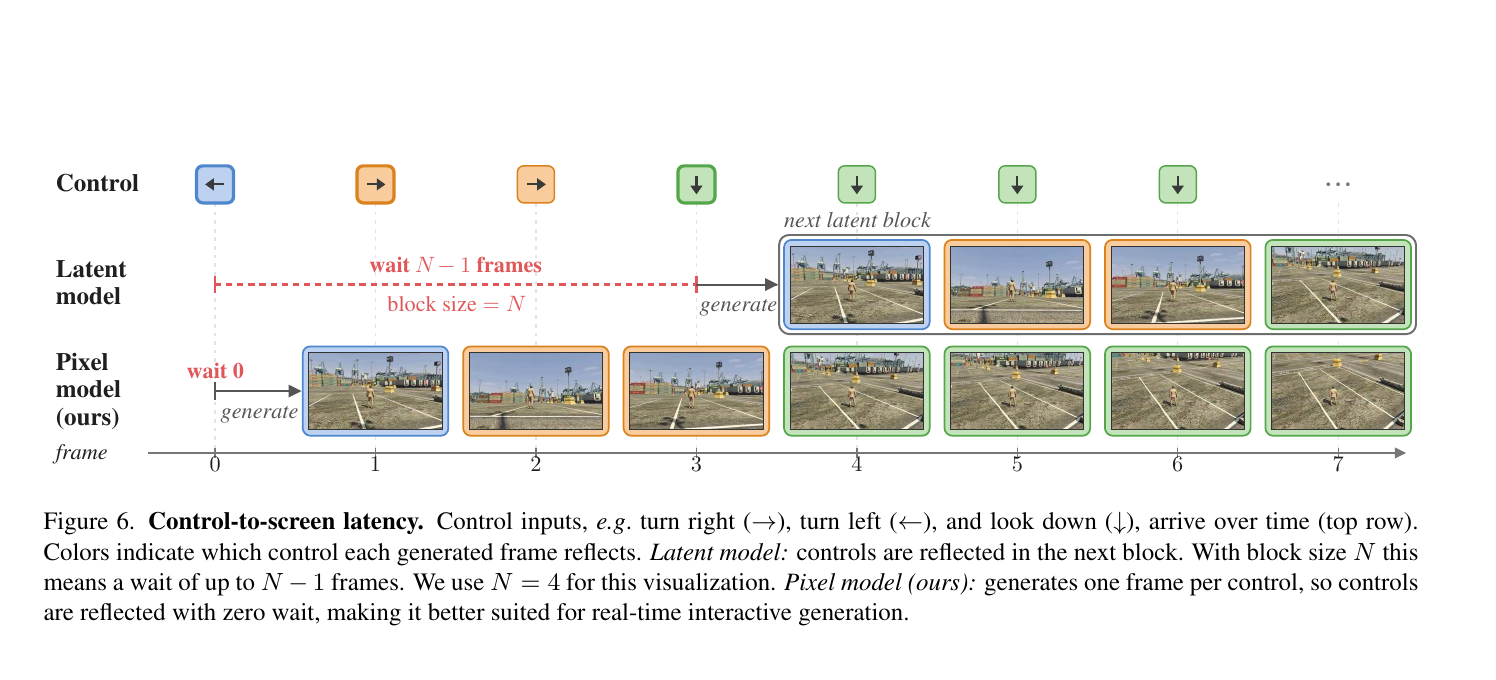 Control
← → → ↓ ↓ ↓ ↓ ...
next latent block
Latent
model
wait N − 1 frames
block size = N
generate
Pixel
model
(ours)
wait 0
generate
frame
0 1 2 3 4 5 6 7
Figure 6. Control-to-screen latency. Control inputs, e.g. turn right (→), turn left (←), and look down (↓), arrive over time (top row).
Colors indicate which control each generated frame reflects. Latent model: controls are reflected in the next block. With block size N this
means a wait of up to N − 1 frames. We use N = 4 for this visualization. Pixel model (ours): generates one frame per control, so controls
are reflected with zero wait, making it better suited for real-time interactive generation.